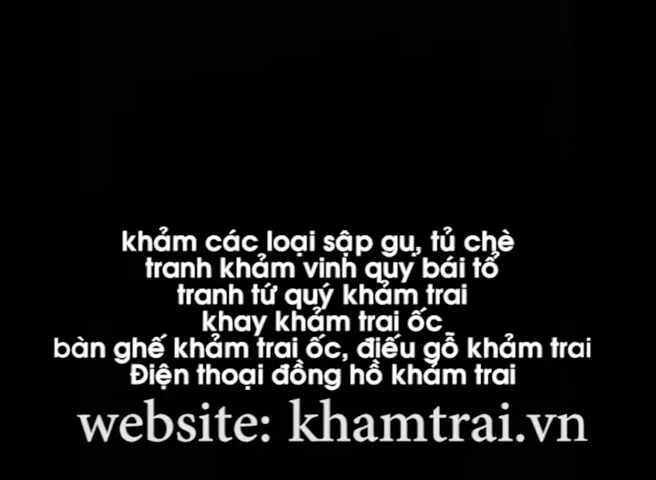 khảm các loại sập gụ, tủ chè
tranh khảm vinh quy bái tổ
tranh tứ quý khảm trai
khay khảm trai ốc
bàn ghế khảm trai ốc, điếu gỗ khảm trai
Điện thoại đồng hồ khảm trai
website: khamtrai.vn